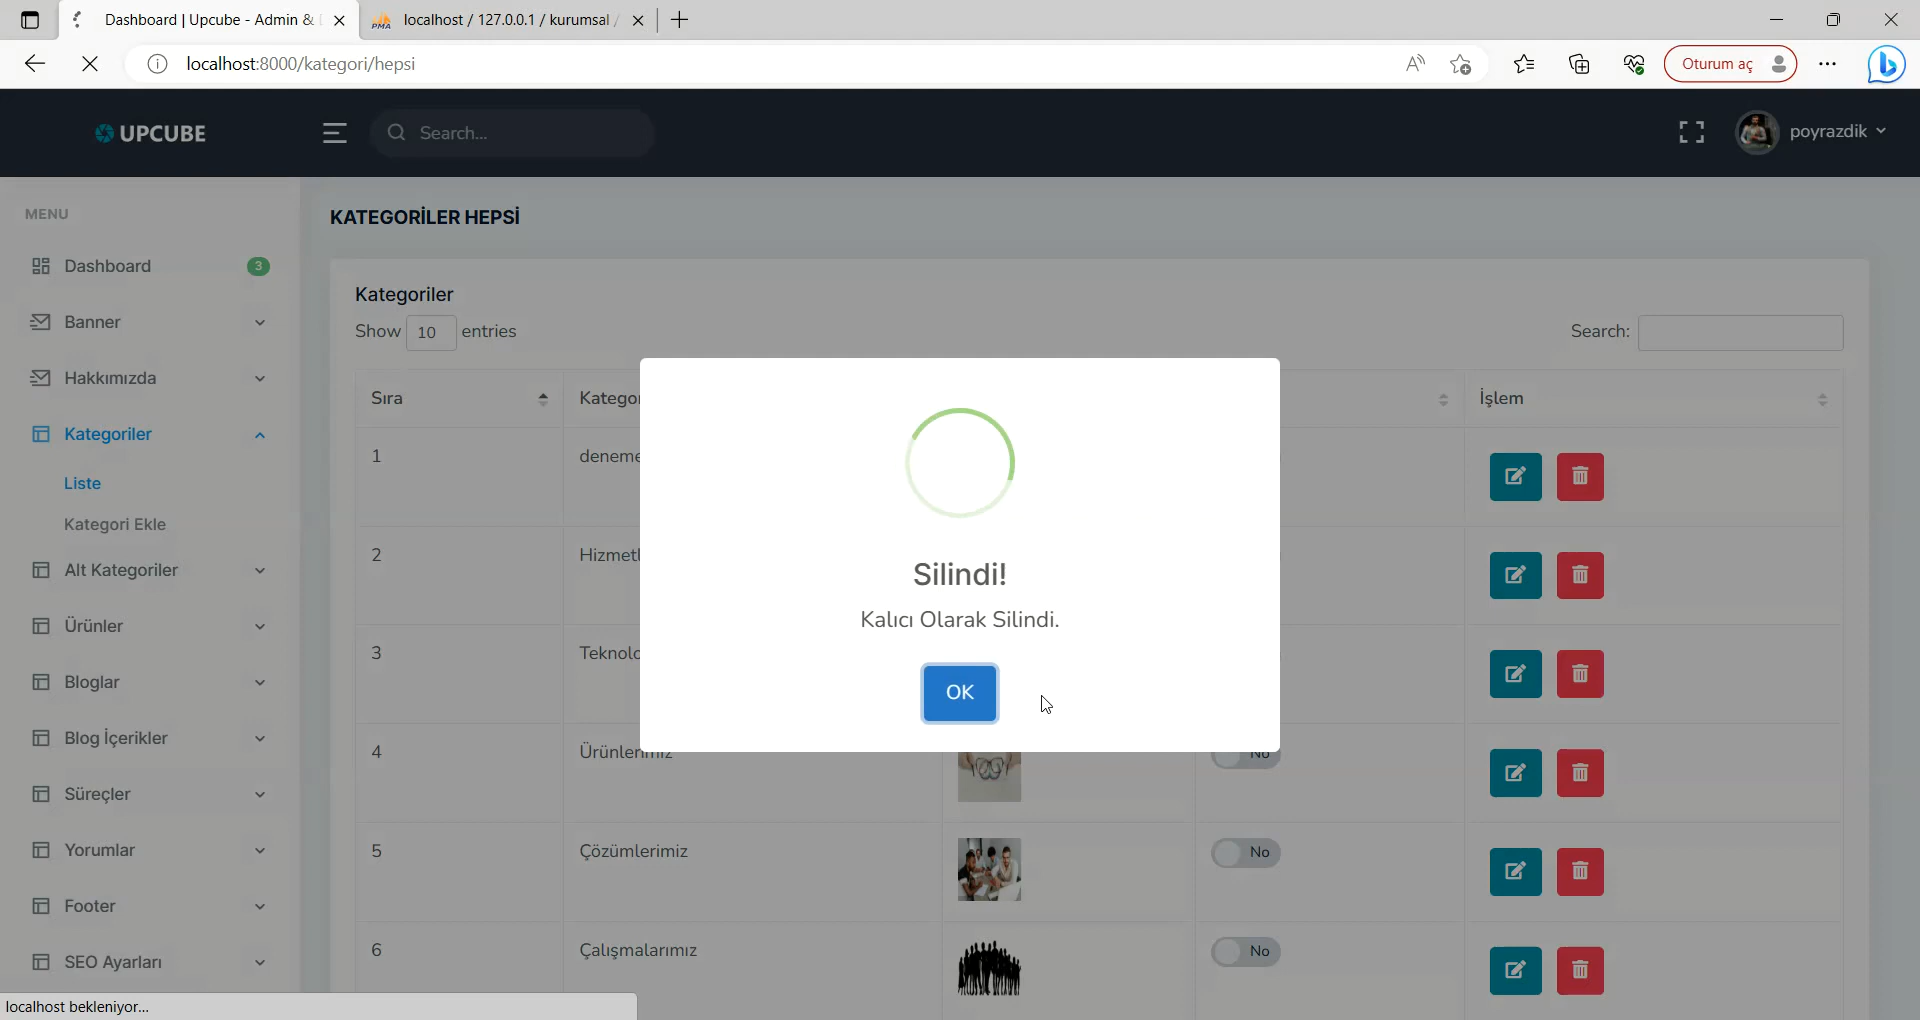 Dashboard | Upcube - Admin &
localhost / 127.0.0.1 / kurumsal /
localhost:8000/kategori/hepsi
Oturum aç
UPCUBE
Search...
poyrazdik
MENU
Dashboard
3
Banner
Hakkımızda
Kategoriler
Liste
Kategori Ekle
Alt Kategoriler
Ürünler
Bloglar
Blog İçerikler
Süreçler
Yorumlar
Footer
SEO Ayarları
KATEGORİLER HEPSİ
Kategoriler
Show 10 entries
Search:
Sıra Katego İşlem
1 deneme
2 Hizmetl
3 Teknolo
4 Ürünlerimiz No
5 Çözümlerimiz No
6 Çalışmalarımız No
Silindi!
Kalıcı Olarak Silindi.
OK
localhost bekleniyor...